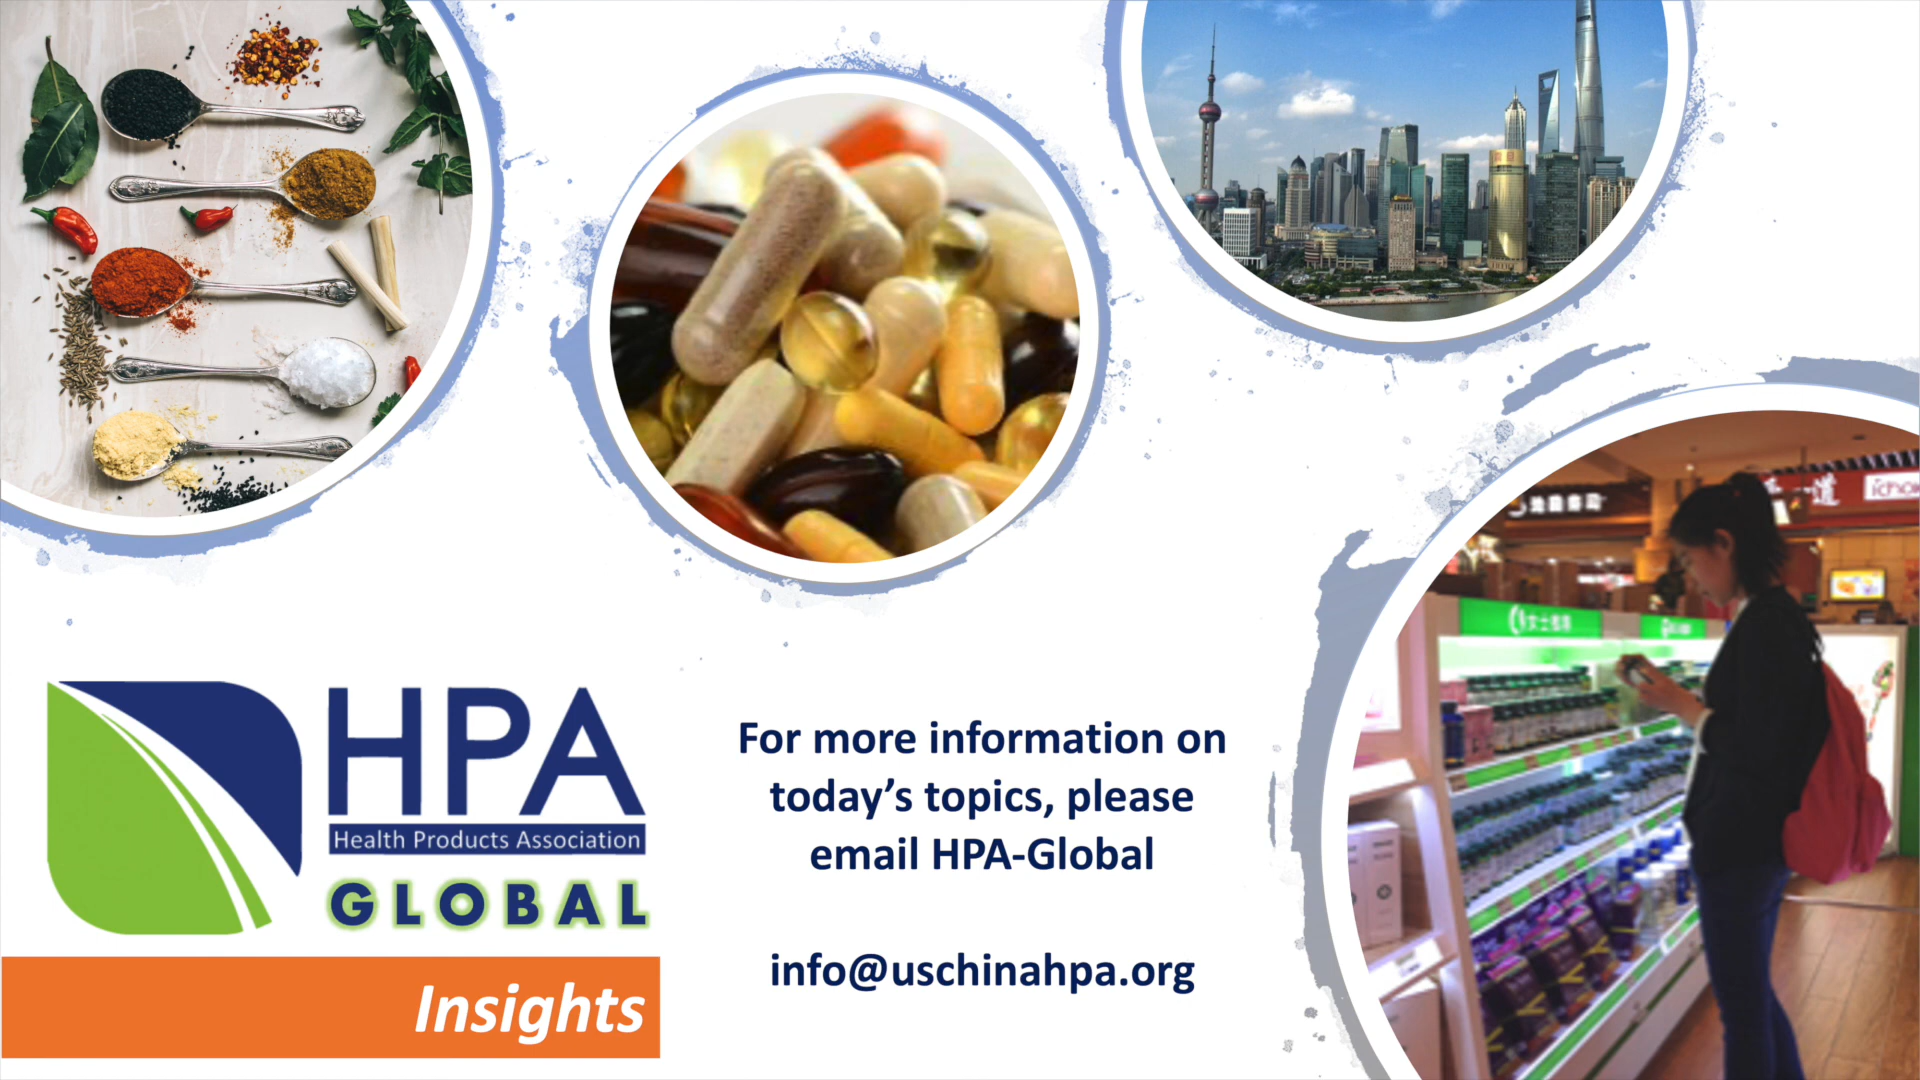 HPA
Health Products Association
GLOBAL
Insights
For more information on
today's topics, please
email HPA-Global
info@uschinahpa.org